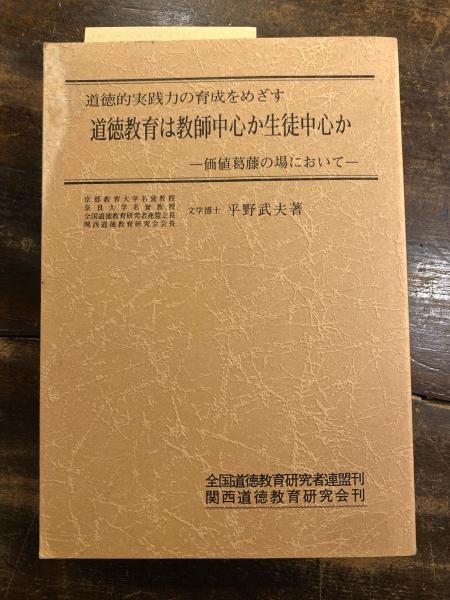 道徳的実践力の育成をめざす
道徳教育は教師中心か生徒中心か
―価値葛藤の場において―
京都教育大学名誉教授
奈良大学名誉教授
全国道徳教育研究者連盟会長
関西道徳教育研究会会長
文学博士 平野武夫著
全国道徳教育研究者連盟刊
関西道徳教育研究会刊